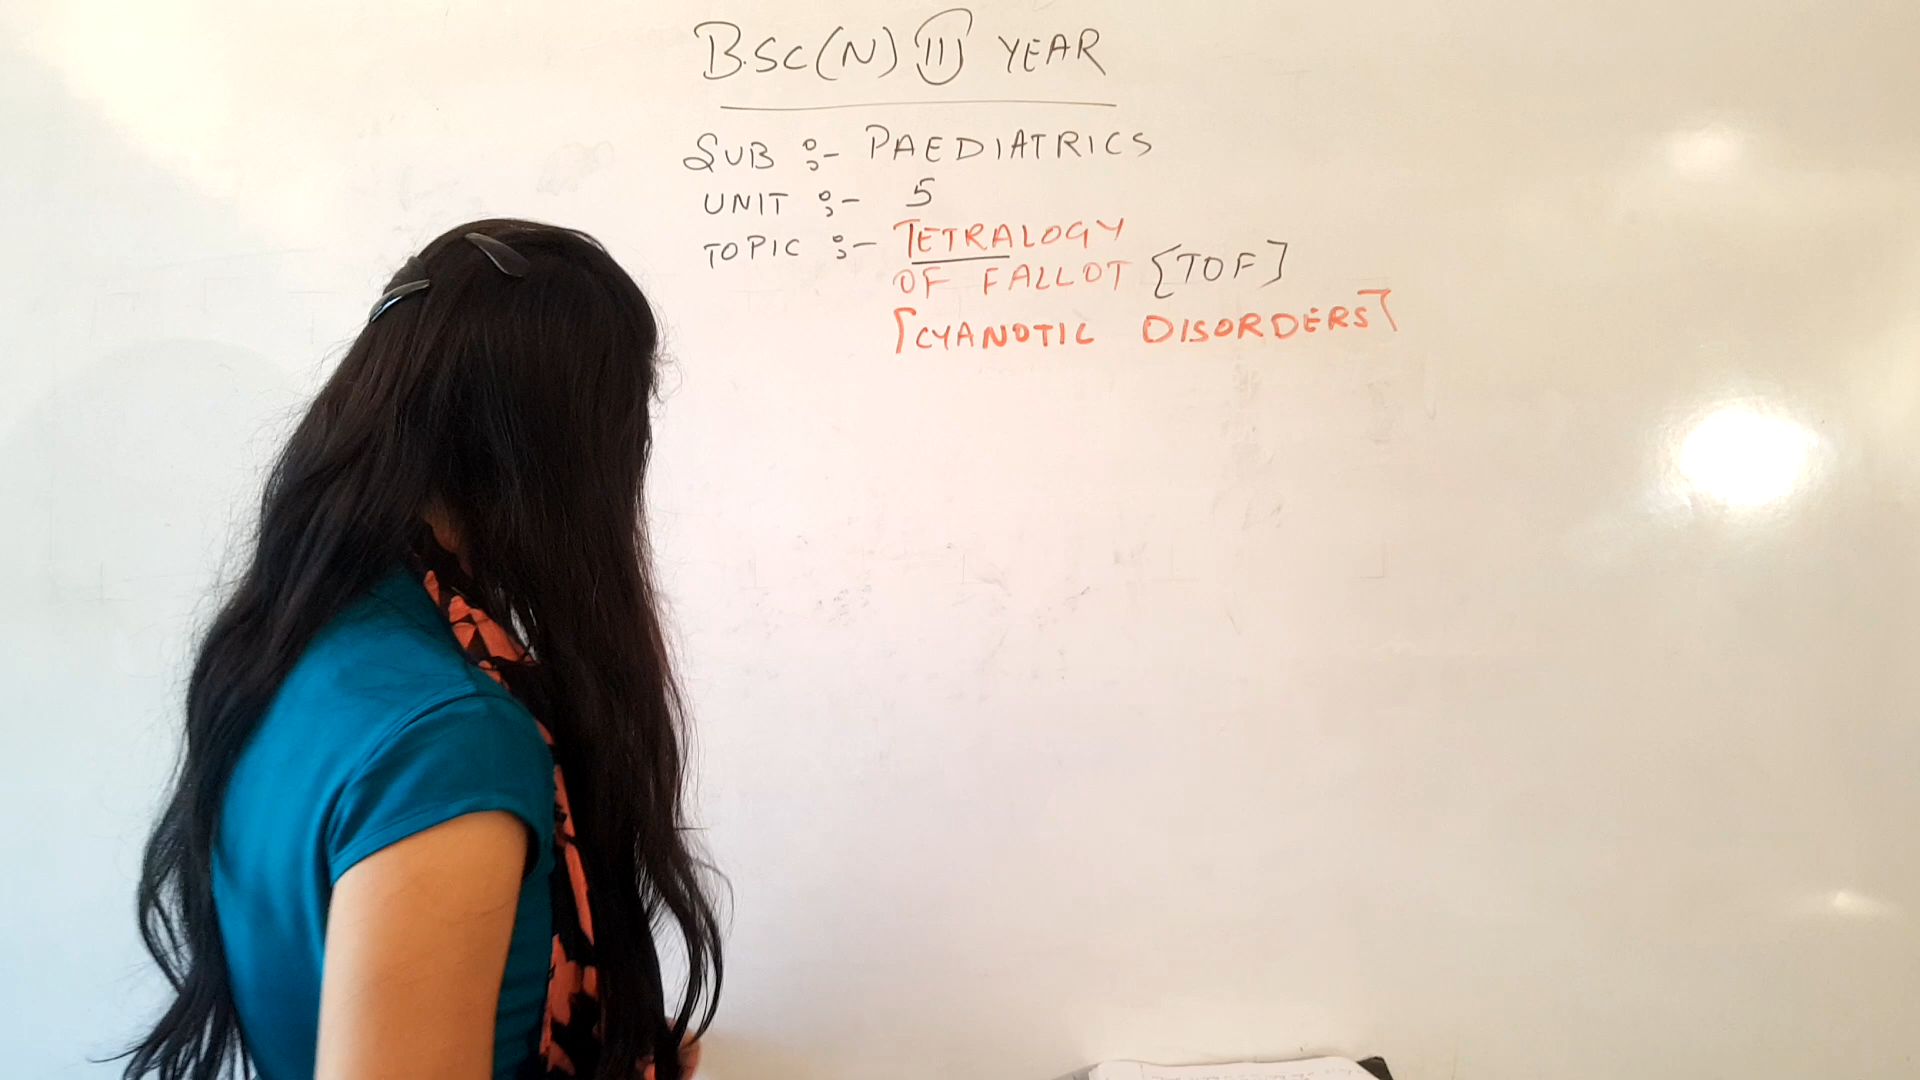 B.SC(N) III YEAR
SUB :- PAEDIATRICS
UNIT :- 5
TOPIC :- TETRALOGY
OF FALLOT [TOF]
[CYANOTIC DISORDERS]